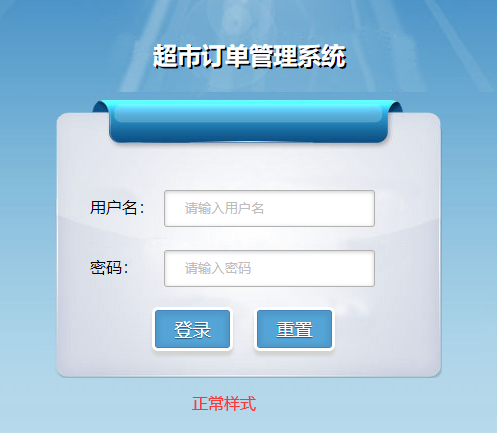 超市订单管理系统
用户名： 请输入用户名
密码： 请输入密码
登录 重置
正常样式